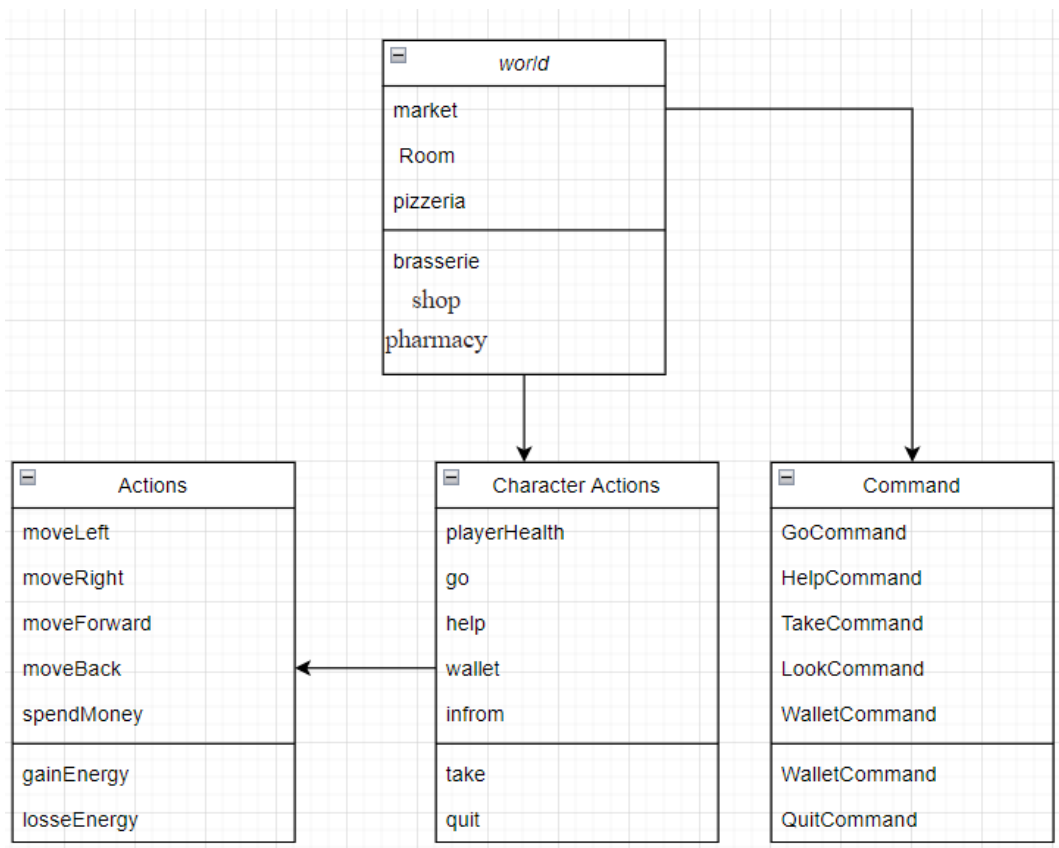 world
market
Room
pizzeria
brasserie
shop
pharmacy
Actions
moveLeft
moveRight
moveForward
moveBack
spendMoney
gainEnergy
losseEnergy
Character Actions
playerHealth
go
help
wallet
infrom
take
quit
Command
GoCommand
HelpCommand
TakeCommand
LookCommand
WalletCommand
WalletCommand
QuitCommand